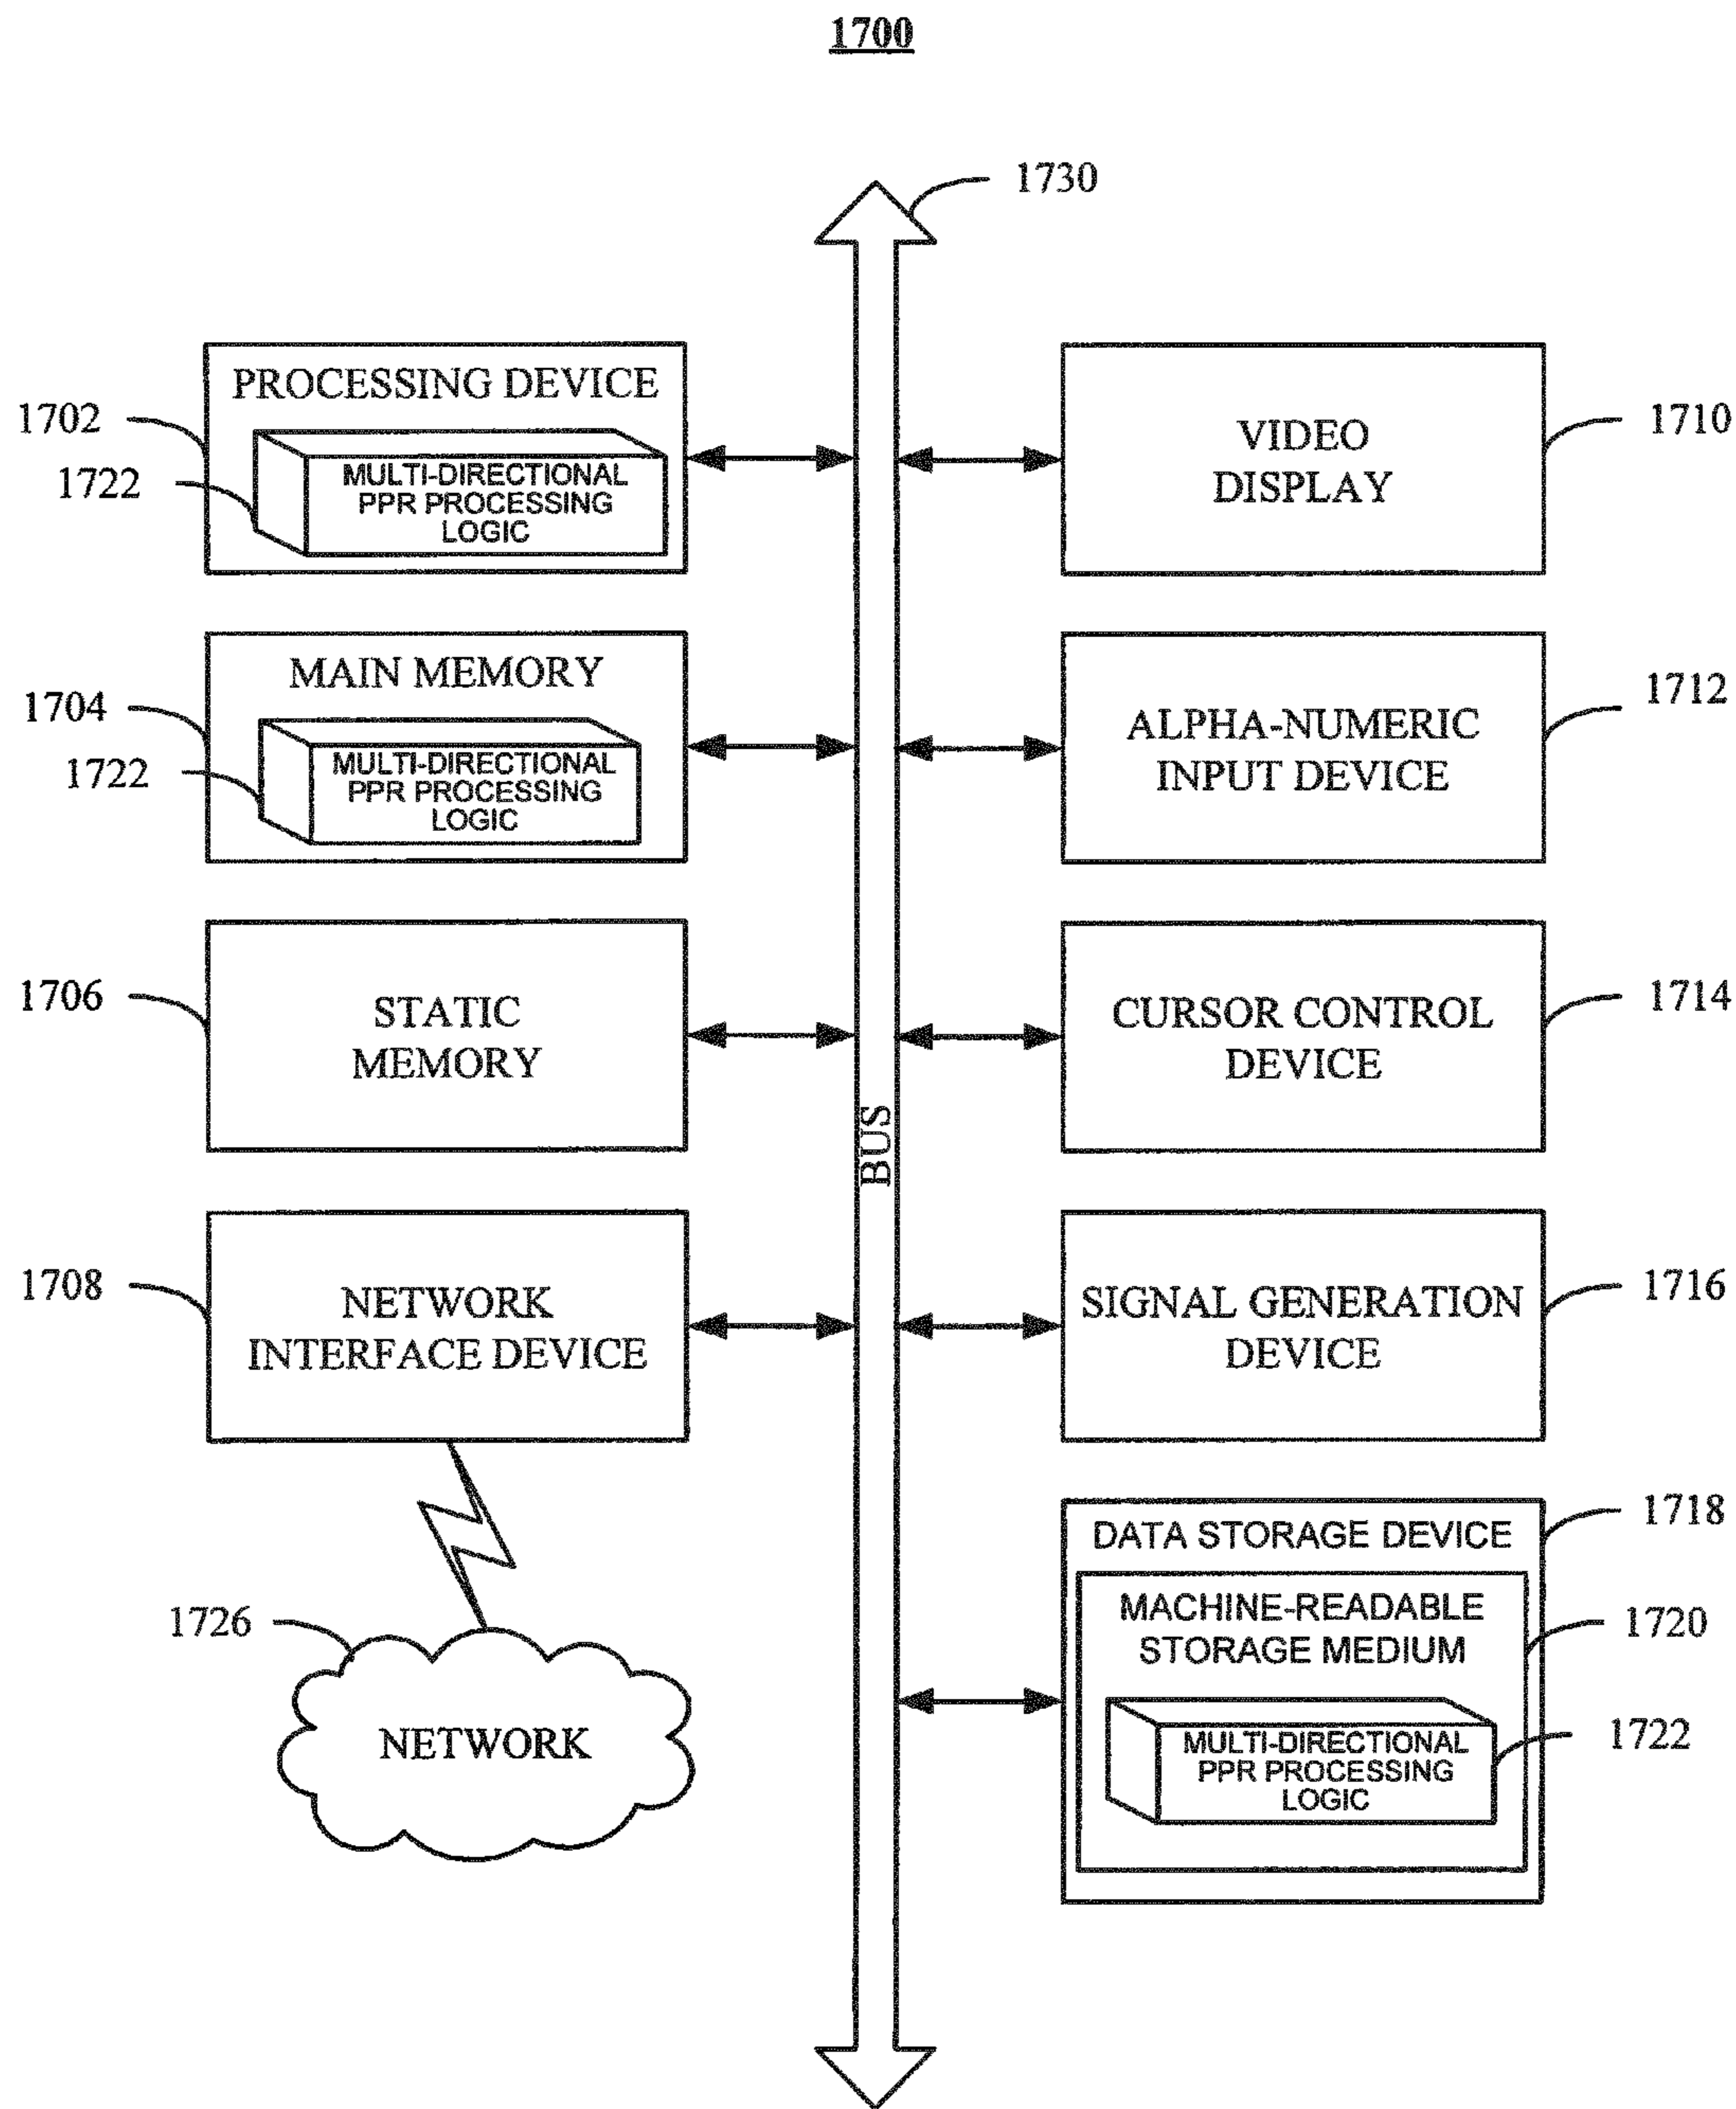 1700
1730
PROCESSING DEVICE
1702
1722
MULTI-DIRECTIONAL
PPR PROCESSING
LOGIC
VIDEO
DISPLAY
1710
MAIN MEMORY
1704
1722
MULTI-DIRECTIONAL
PPR PROCESSING
LOGIC
ALPHA-NUMERIC
INPUT DEVICE
1712
1706
STATIC
MEMORY
CURSOR CONTROL
DEVICE
1714
BUS
1708
NETWORK
INTERFACE DEVICE
SIGNAL GENERATION
DEVICE
1716
1726
NETWORK
DATA STORAGE DEVICE
1718
MACHINE-READABLE
STORAGE MEDIUM
1720
MULTI-DIRECTIONAL
PPR PROCESSING
LOGIC
1722